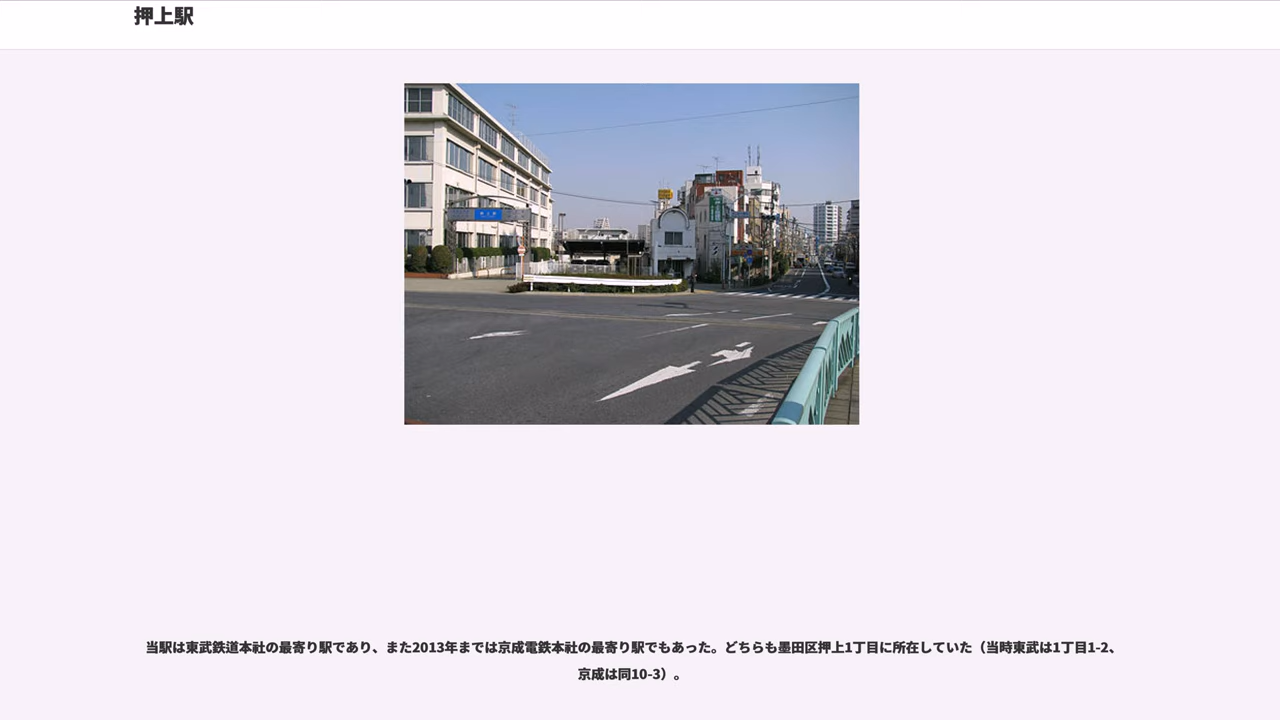 押上駅
当駅は東武鉄道本社の最寄り駅であり、また2013年までは京成電鉄本社の最寄り駅でもあった。どちらも墨田区押上1丁目に所在していた（当時東武は1丁目1-2、
京成は同10-3）。